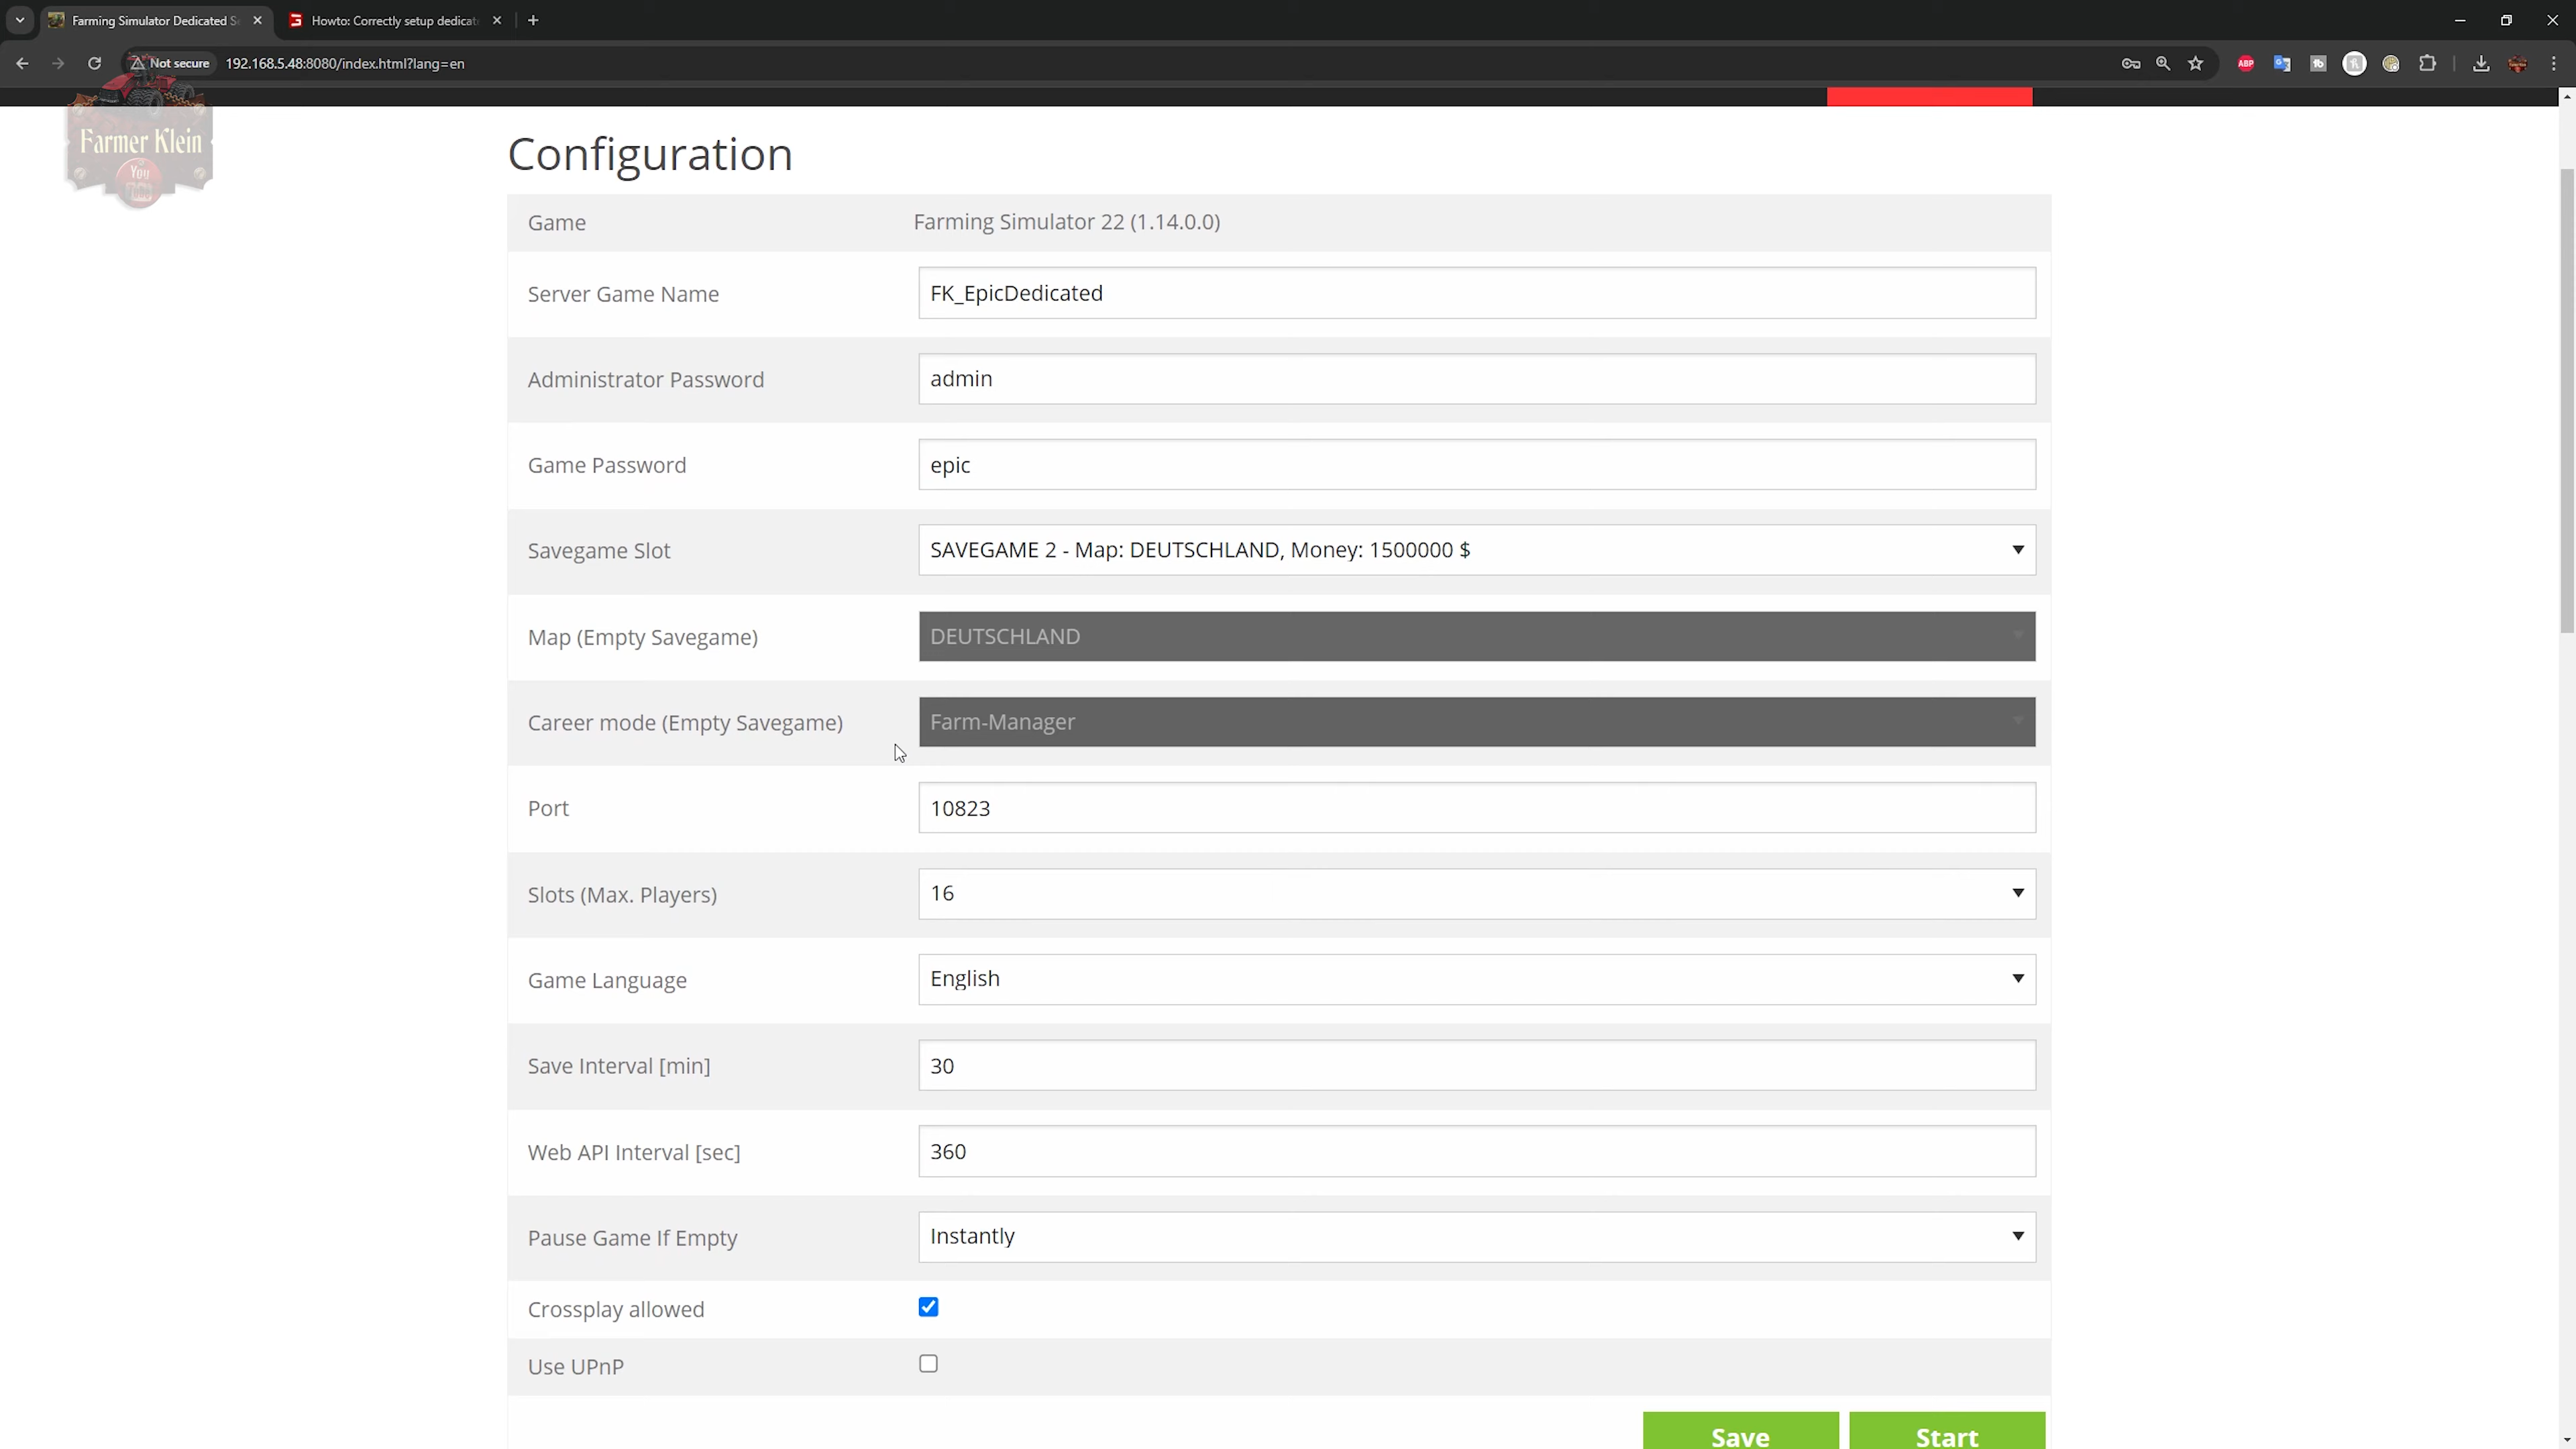 Farming Simulator Dedicated Se
Howto: Correctly setup dedicat
Not secure
192.168.5.48:8080/index.html?lang=en
ABP
Farmer Klein
You
Configuration
Game
Farming Simulator 22 (1.14.0.0)
Server Game Name
FK_EpicDedicated
Administrator Password
admin
Game Password
epic
Savegame Slot
SAVEGAME 2 - Map: DEUTSCHLAND, Money: 1500000 $
Map (Empty Savegame)
DEUTSCHLAND
Career mode (Empty Savegame)
Farm-Manager
Port
10823
Slots (Max. Players)
16
Game Language
English
Save Interval [min]
30
Web API Interval [sec]
360
Pause Game If Empty
Instantly
Crossplay allowed
Use UPnP
Save
Start